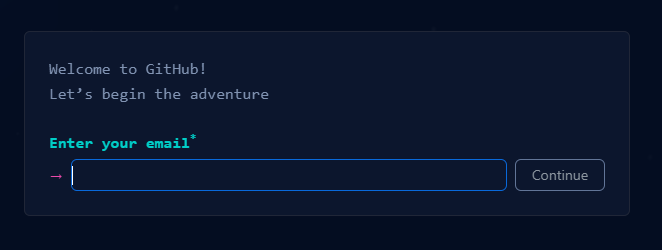 Welcome to GitHub!
Let’s begin the adventure
Enter your email*
→ Continue